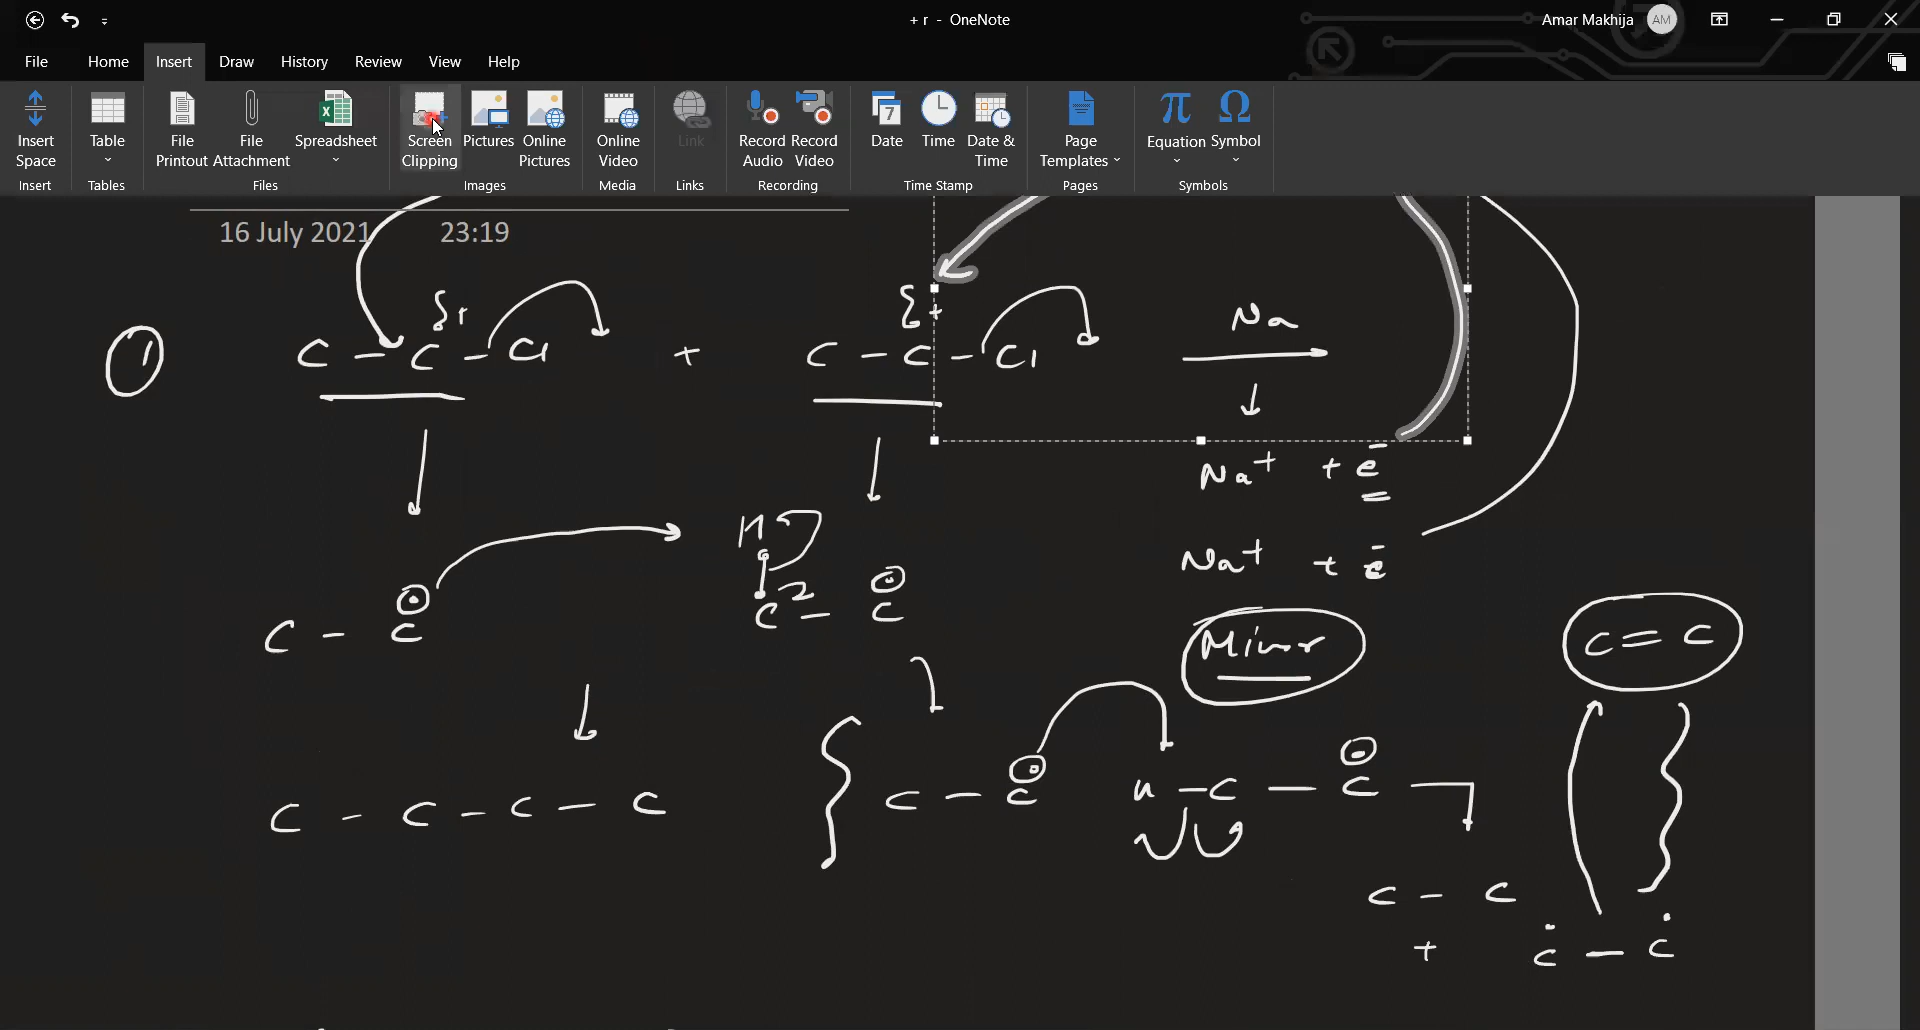 + r - OneNote
Amar Makhija AM
File Home Insert Draw History Review View Help
Insert Space
Table
File Printout
File Attachment
Spreadsheet
Screen Clipping
Pictures
Online Pictures
Online Video
Link
Record Audio
Record Video
7
Date
Time
Date & Time
Page Templates
π Equation
Ω Symbol
Insert Tables Files Images Media Links Recording Time Stamp Pages Symbols
16 July 2021 23:19
① C - C - Cl + C - C - Cl Na
Na+ + e-
H
Na+ + e-
C - C
C - C
Minor
C = C
C - C - C - C
C - C H - C - C
C - C
+ C - C